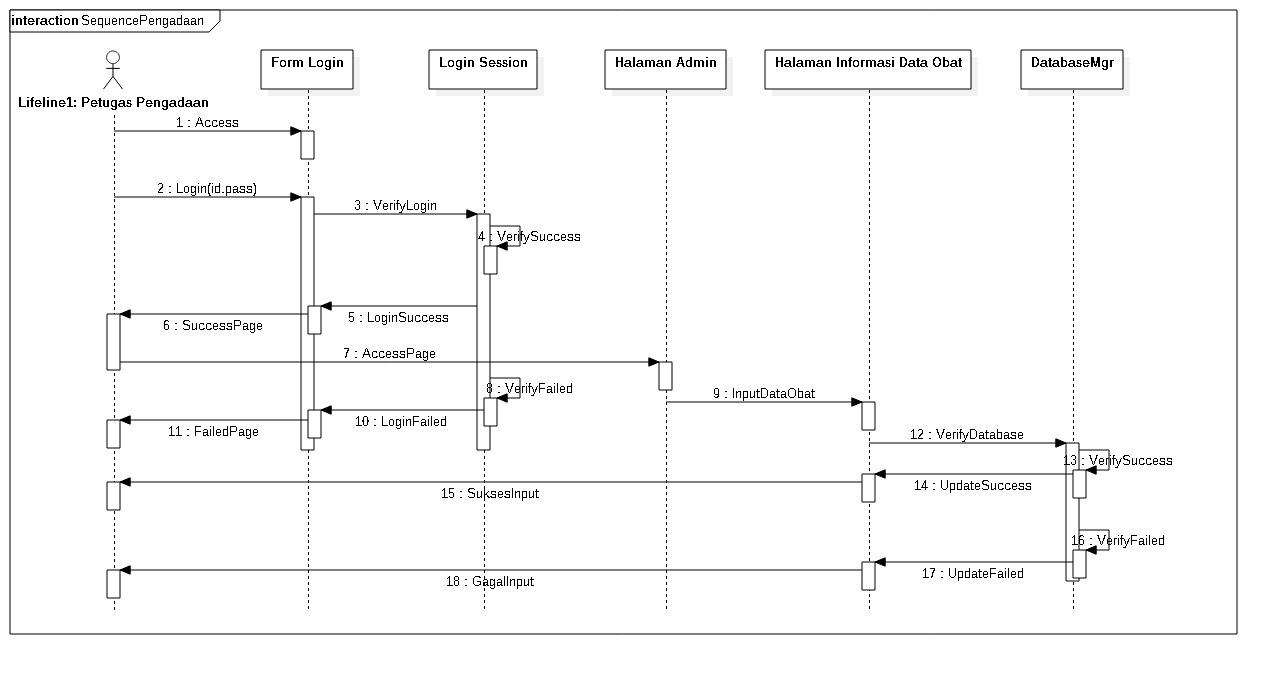 interaction SequencePengadaan
Form Login
Login Session
Halaman Admin
Halaman Informasi Data Obat
DatabaseMgr
Lifeline1: Petugas Pengadaan
1 : Access
2 : Login(id.pass)
3 : VerifyLogin
4 : VerifySuccess
5 : LoginSuccess
6 : SuccessPage
7 : AccessPage
8 : VerifyFailed
9 : InputDataObat
10 : LoginFailed
11 : FailedPage
12 : VerifyDatabase
13 : VerifySuccess
14 : UpdateSuccess
15 : SuksesInput
16 : VerifyFailed
17 : UpdateFailed
18 : GagalInput